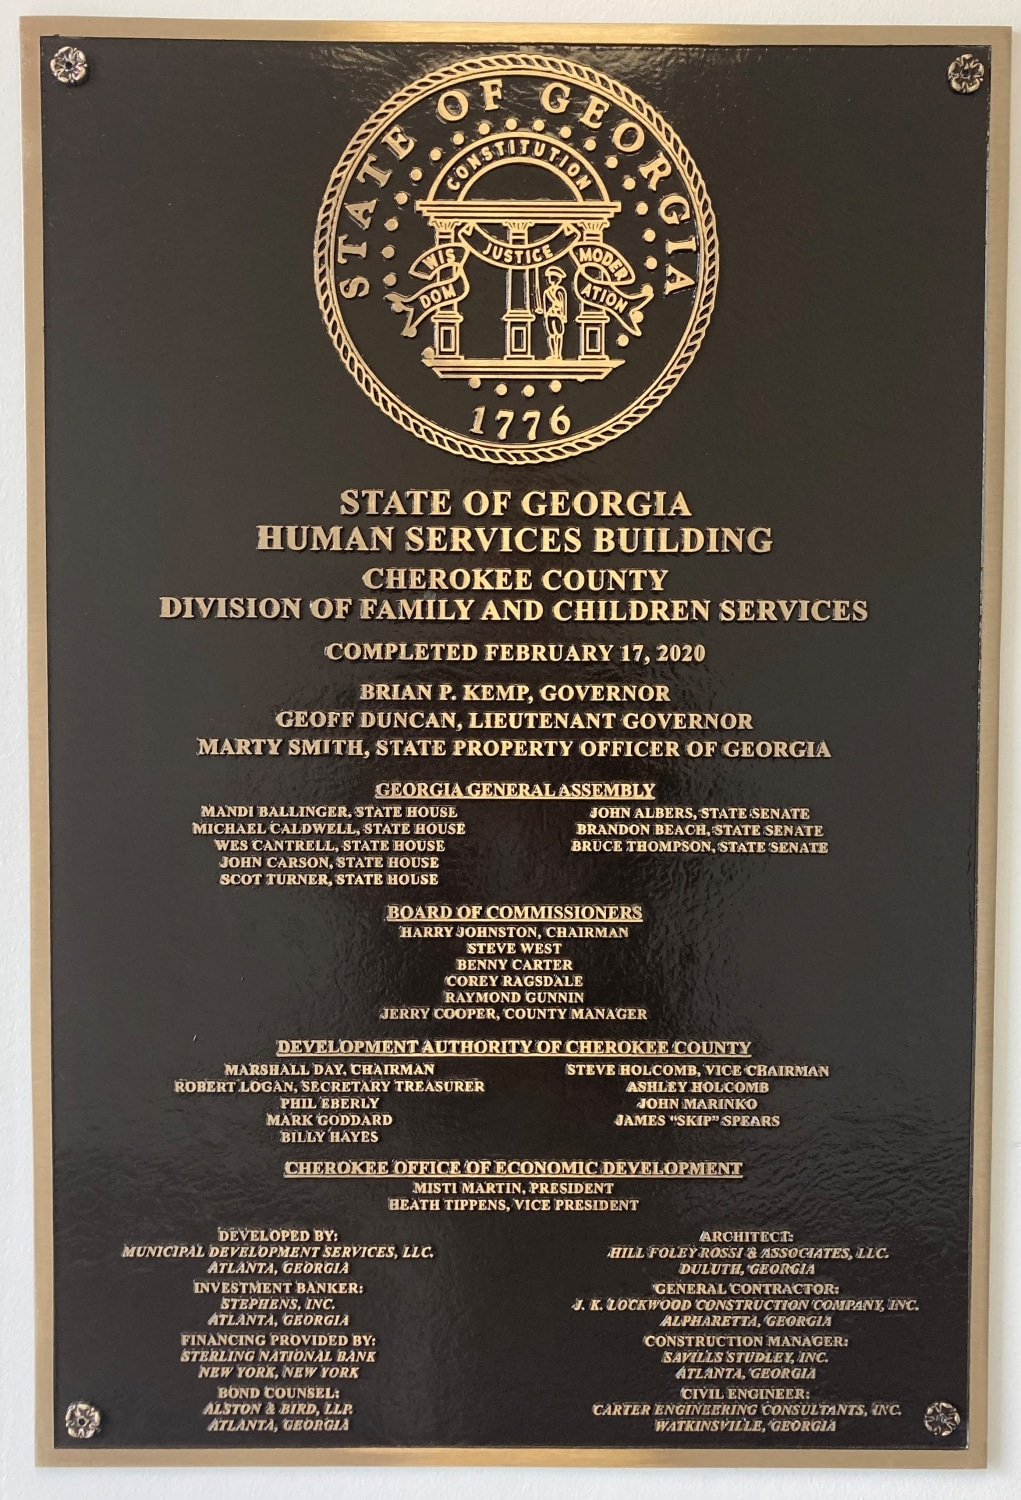 STATE OF GEORGIA
CONSTITUTION
WIS
DOM
JUSTICE
MODER
ATION
1776
STATE OF GEORGIA
HUMAN SERVICES BUILDING
CHEROKEE COUNTY
DIVISION OF FAMILY AND CHILDREN SERVICES
COMPLETED FEBRUARY 17, 2020
BRIAN P. KEMP, GOVERNOR
GEOFF DUNCAN, LIEUTENANT GOVERNOR
MARTY SMITH, STATE PROPERTY OFFICER OF GEORGIA
GEORGIA GENERAL ASSEMBLY
MANDI BALLINGER, STATE HOUSE
MICHAEL CALDWELL, STATE HOUSE
WES CANTRELL, STATE HOUSE
JOHN CARSON, STATE HOUSE
SCOT TURNER, STATE HOUSE
JOHN ALBERS, STATE SENATE
BRANDON BEACH, STATE SENATE
BRUCE THOMPSON, STATE SENATE
BOARD OF COMMISSIONERS
HARRY JOHNSTON, CHAIRMAN
STEVE WEST
BENNY CARTER
COREY RAGSDALE
RAYMOND GUNNIN
JERRY COOPER, COUNTY MANAGER
DEVELOPMENT AUTHORITY OF CHEROKEE COUNTY
MARSHALL DAY, CHAIRMAN
ROBERT LOGAN, SECRETARY TREASURER
PHIL EBERLY
MARK GODDARD
BILLY HAYES
STEVE HOLCOMB, VICE CHAIRMAN
ASHLEY HOLCOMB
JOHN MARINKO
JAMES "SKIP" SPEARS
CHEROKEE OFFICE OF ECONOMIC DEVELOPMENT
MISTI MARTIN, PRESIDENT
HEATH TIPPENS, VICE PRESIDENT
DEVELOPED BY:
MUNICIPAL DEVELOPMENT SERVICES, LLC.
ATLANTA, GEORGIA
INVESTMENT BANKER:
STEPHENS, INC.
ATLANTA, GEORGIA
FINANCING PROVIDED BY:
STERLING NATIONAL BANK
NEW YORK, NEW YORK
BOND COUNSEL:
ALSTON & BIRD, LLP.
ATLANTA, GEORGIA
ARCHITECT:
HILL FOLEY ROSSI & ASSOCIATES, LLC.
DULUTH, GEORGIA
GENERAL CONTRACTOR:
J. K. LOCKWOOD CONSTRUCTION COMPANY, INC.
ALPHARETTA, GEORGIA
CONSTRUCTION MANAGER:
SAVILLS STUDLEY, INC.
ATLANTA, GEORGIA
CIVIL ENGINEER:
CARTER ENGINEERING CONSULTANTS, INC.
WATKINSVILLE, GEORGIA